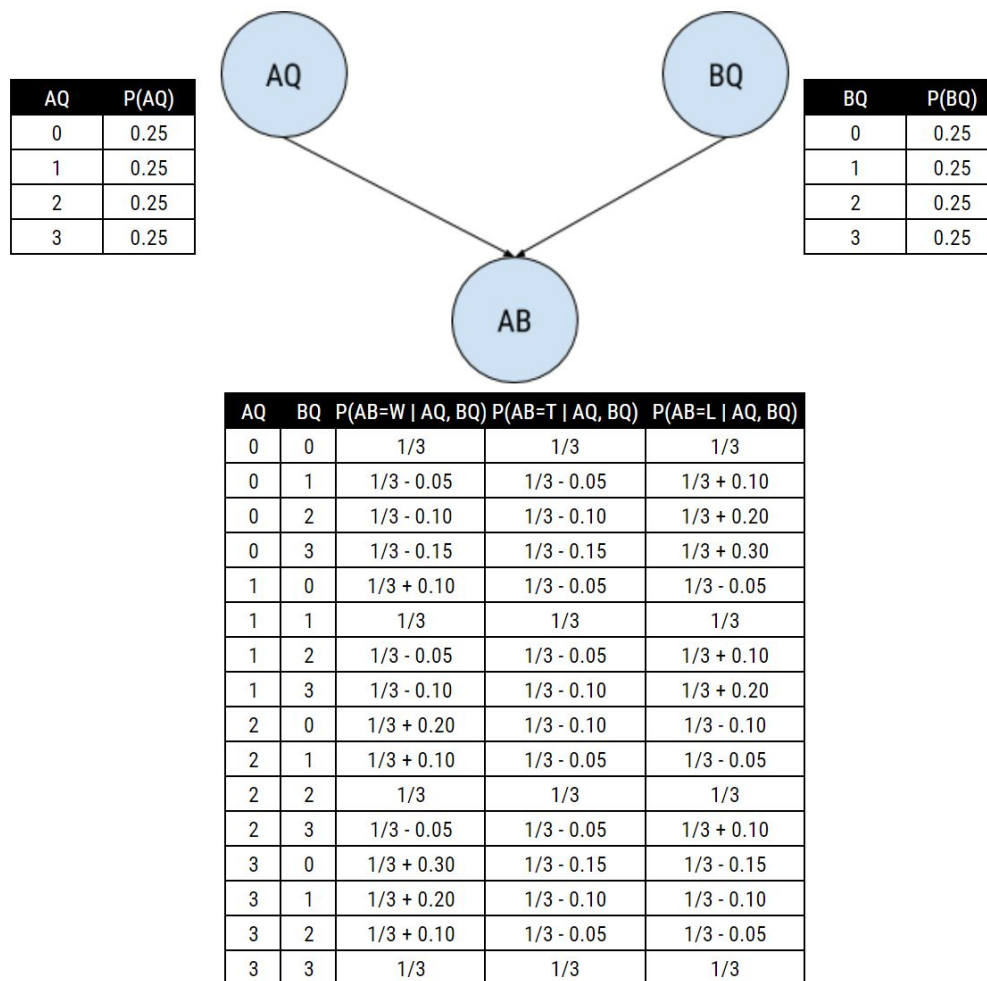 AQ
BQ
AQ P(AQ)
0 0.25
1 0.25
2 0.25
3 0.25
BQ P(BQ)
0 0.25
1 0.25
2 0.25
3 0.25
AB
AQ BQ P(AB=W | AQ, BQ) P(AB=T | AQ, BQ) P(AB=L | AQ, BQ)
0 0 1/3 1/3 1/3
0 1 1/3 - 0.05 1/3 - 0.05 1/3 + 0.10
0 2 1/3 - 0.10 1/3 - 0.10 1/3 + 0.20
0 3 1/3 - 0.15 1/3 - 0.15 1/3 + 0.30
1 0 1/3 + 0.10 1/3 - 0.05 1/3 - 0.05
1 1 1/3 1/3 1/3
1 2 1/3 - 0.05 1/3 - 0.05 1/3 + 0.10
1 3 1/3 - 0.10 1/3 - 0.10 1/3 + 0.20
2 0 1/3 + 0.20 1/3 - 0.10 1/3 - 0.10
2 1 1/3 + 0.10 1/3 - 0.05 1/3 - 0.05
2 2 1/3 1/3 1/3
2 3 1/3 - 0.05 1/3 - 0.05 1/3 + 0.10
3 0 1/3 + 0.30 1/3 - 0.15 1/3 - 0.15
3 1 1/3 + 0.20 1/3 - 0.10 1/3 - 0.10
3 2 1/3 + 0.10 1/3 - 0.05 1/3 - 0.05
3 3 1/3 1/3 1/3